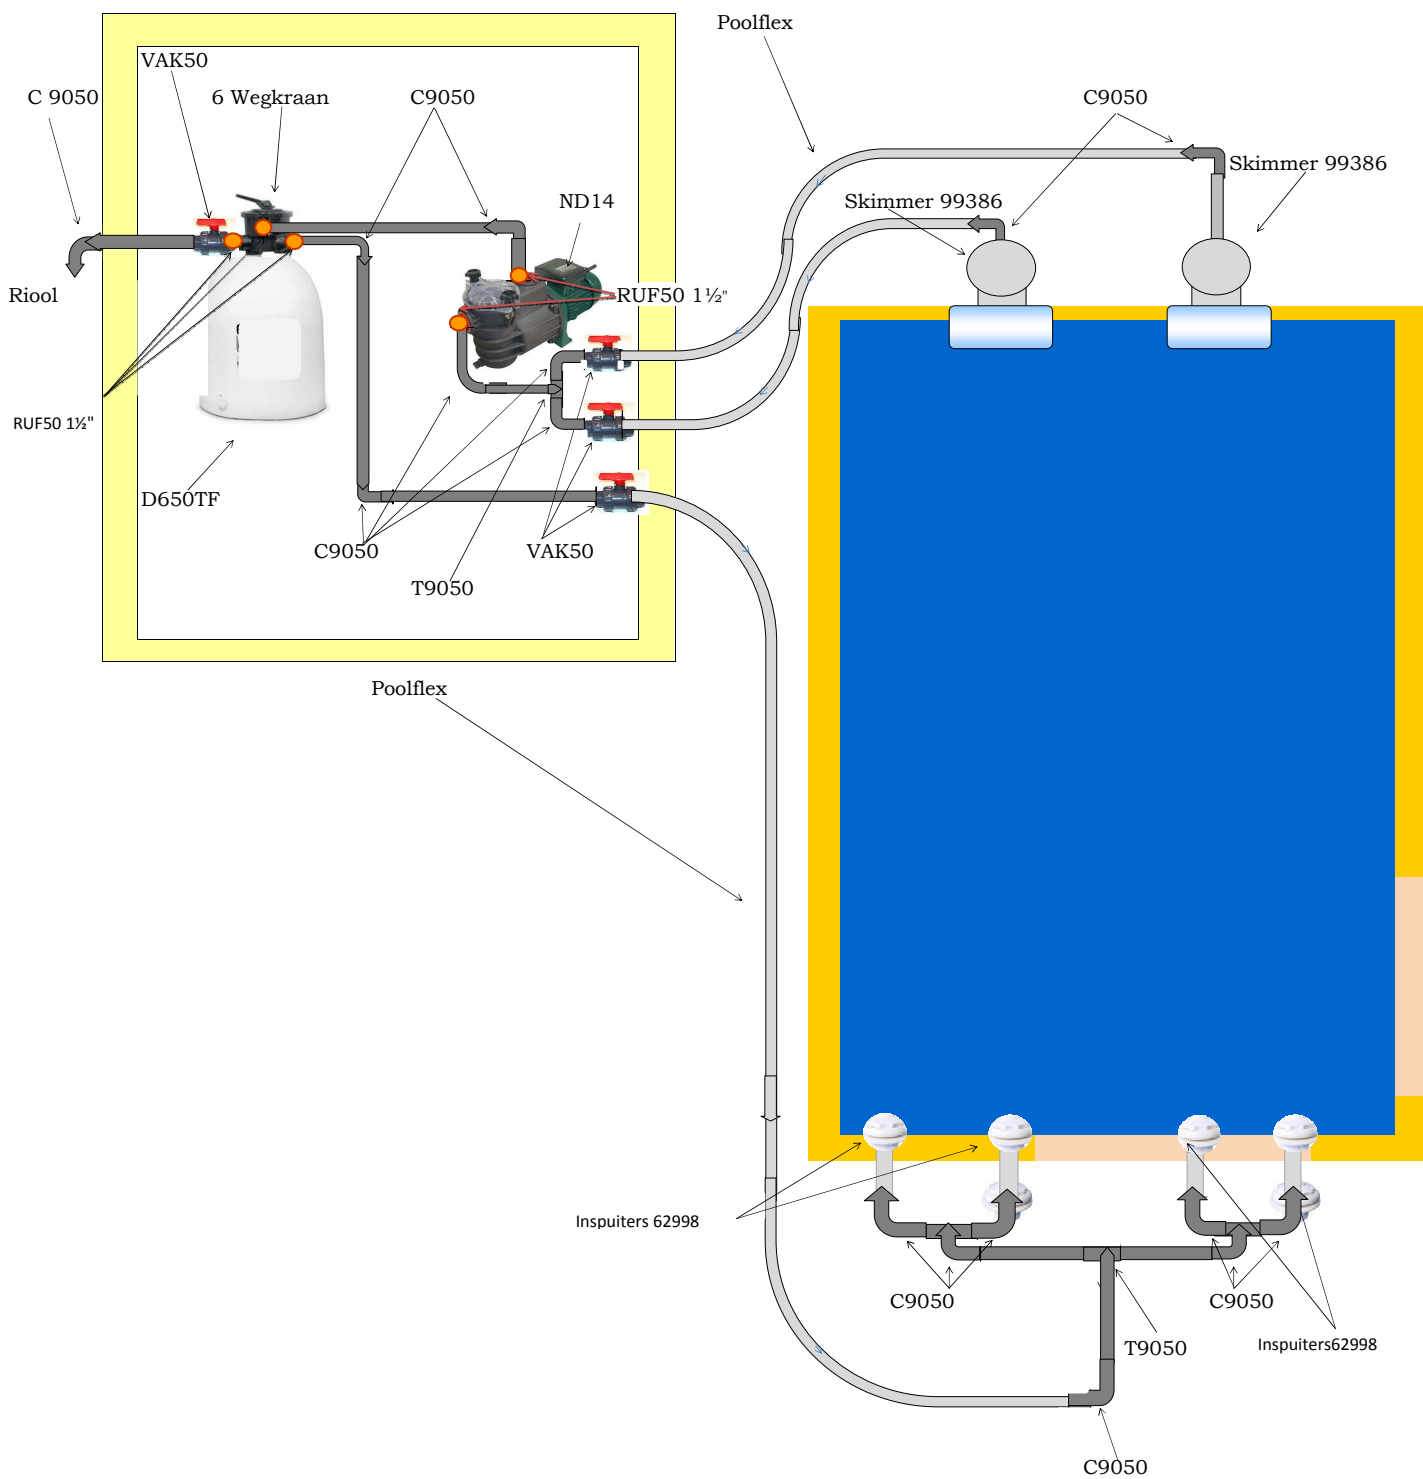 Poolflex
VAK50
C 9050
6 Wegkraan
C9050
C9050
Skimmer 99386
Skimmer 99386
ND14
Riool
RUF50 1½"
RUF50 1½"
D650TF
C9050
VAK50
T9050
Poolflex
Inspuiters 62998
C9050
C9050
T9050
Inspuiters62998
C9050